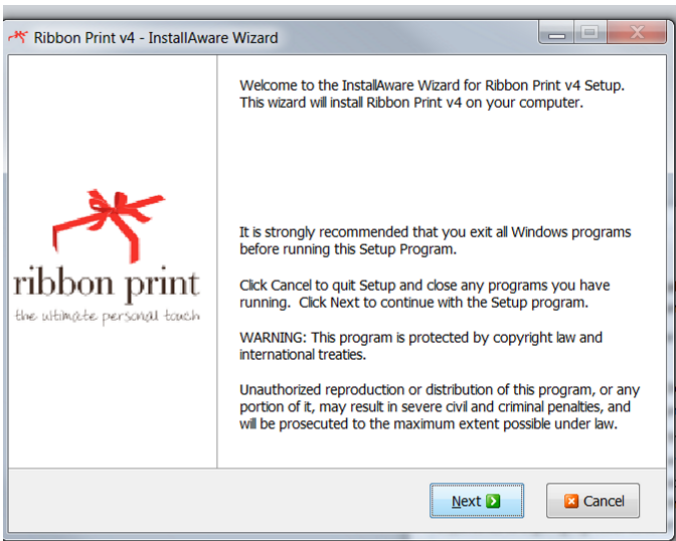 Ribbon Print v4 - InstallAware Wizard
Welcome to the InstallAware Wizard for Ribbon Print v4 Setup.
This wizard will install Ribbon Print v4 on your computer.
ribbon print
the ultimate personal touch
It is strongly recommended that you exit all Windows programs
before running this Setup Program.
Click Cancel to quit Setup and close any programs you have
running. Click Next to continue with the Setup program.
WARNING: This program is protected by copyright law and
international treaties.
Unauthorized reproduction or distribution of this program, or any
portion of it, may result in severe civil and criminal penalties, and
will be prosecuted to the maximum extent possible under law.
Next
Cancel